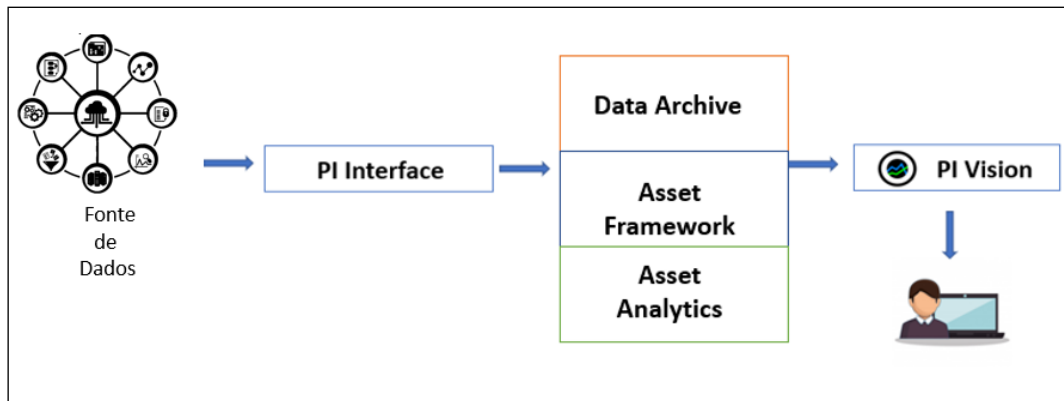 Fonte
de
Dados
PI Interface
Data Archive
Asset
Framework
Asset
Analytics
PI Vision